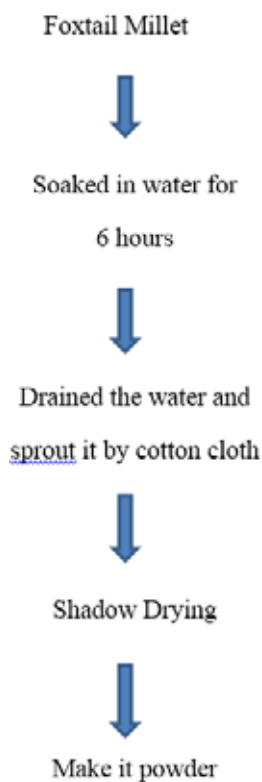 Foxtail Millet
Soaked in water for
6 hours
Drained the water and
sprout it by cotton cloth
Shadow Drying
Make it powder